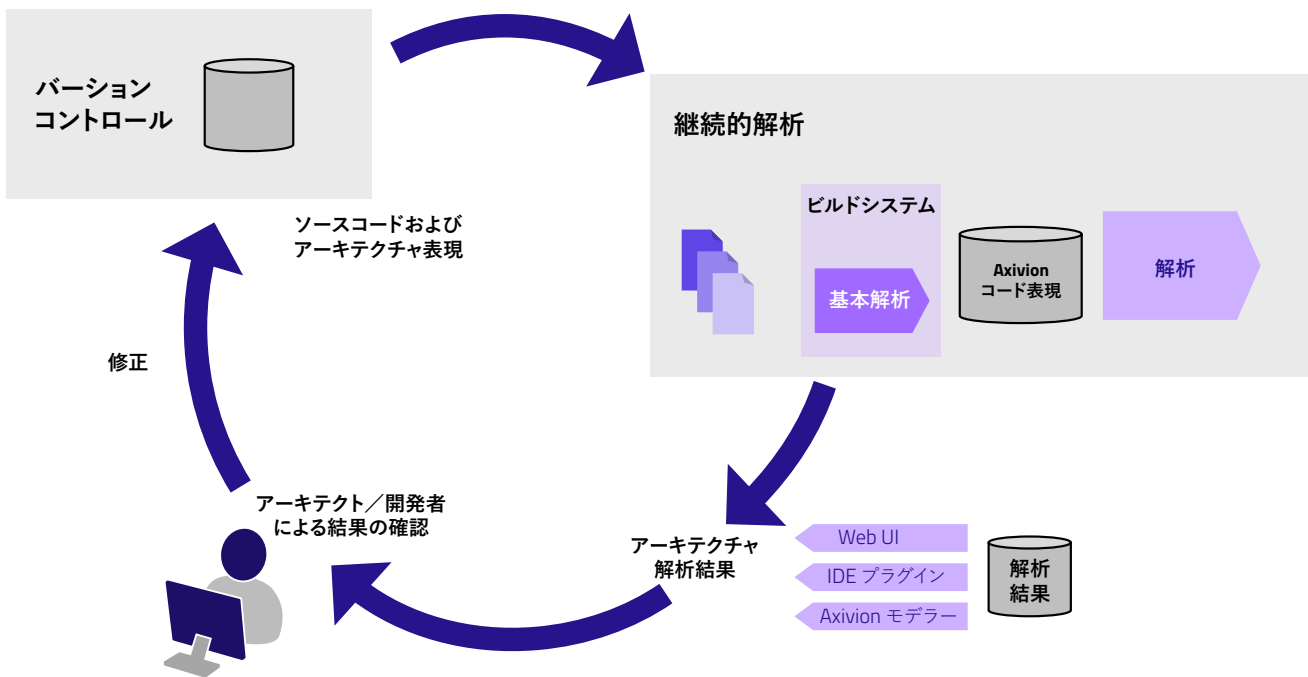 バージョン
コントロール
継続的解析
ビルドシステム
基本解析
Axivion
コード表現
解析
ソースコードおよび
アーキテクチャ表現
修正
アーキテクト／開発者
による結果の確認
アーキテクチャ
解析結果
Web UI
IDE プラグイン
Axivion モデラー
解析
結果